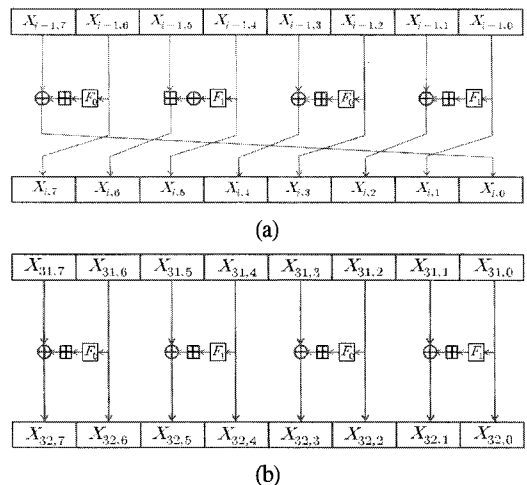 X_{i-1,7} X_{i-1,6} X_{i-1,5} X_{i-1,4} X_{i-1,3} X_{i-1,2} X_{i-1,1} X_{i-1,0}
F_0 F_1 F_0 F_1
X_{i,7} X_{i,6} X_{i,5} X_{i,4} X_{i,3} X_{i,2} X_{i,1} X_{i,0}
(a)
X_{31,7} X_{31,6} X_{31,5} X_{31,4} X_{31,3} X_{31,2} X_{31,1} X_{31,0}
F_0 F_1 F_0 F_1
X_{32,7} X_{32,6} X_{32,5} X_{32,4} X_{32,3} X_{32,2} X_{32,1} X_{32,0}
(b)